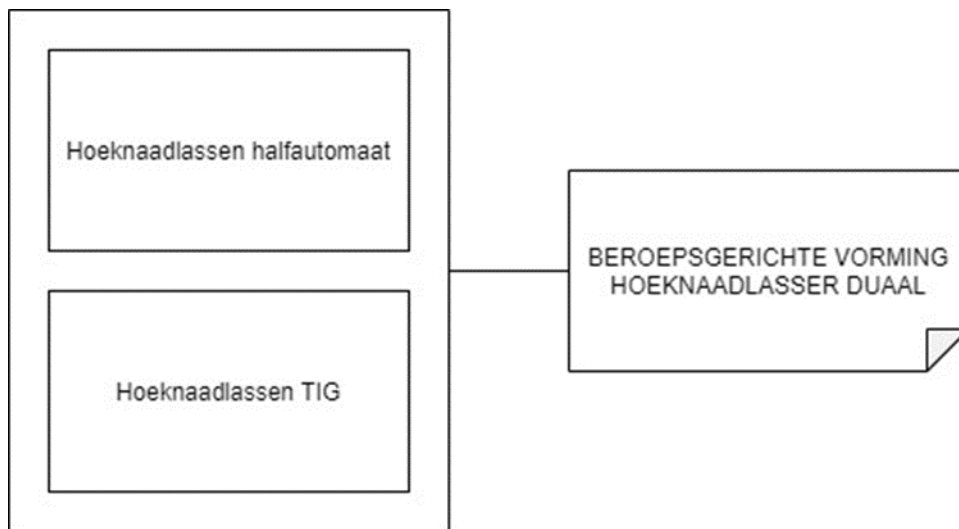 Hoeknaadlassen halfautomaat
BEROEPSGERICHTE VORMING
HOEKNAADLASSER DUAAL
Hoeknaadlassen TIG